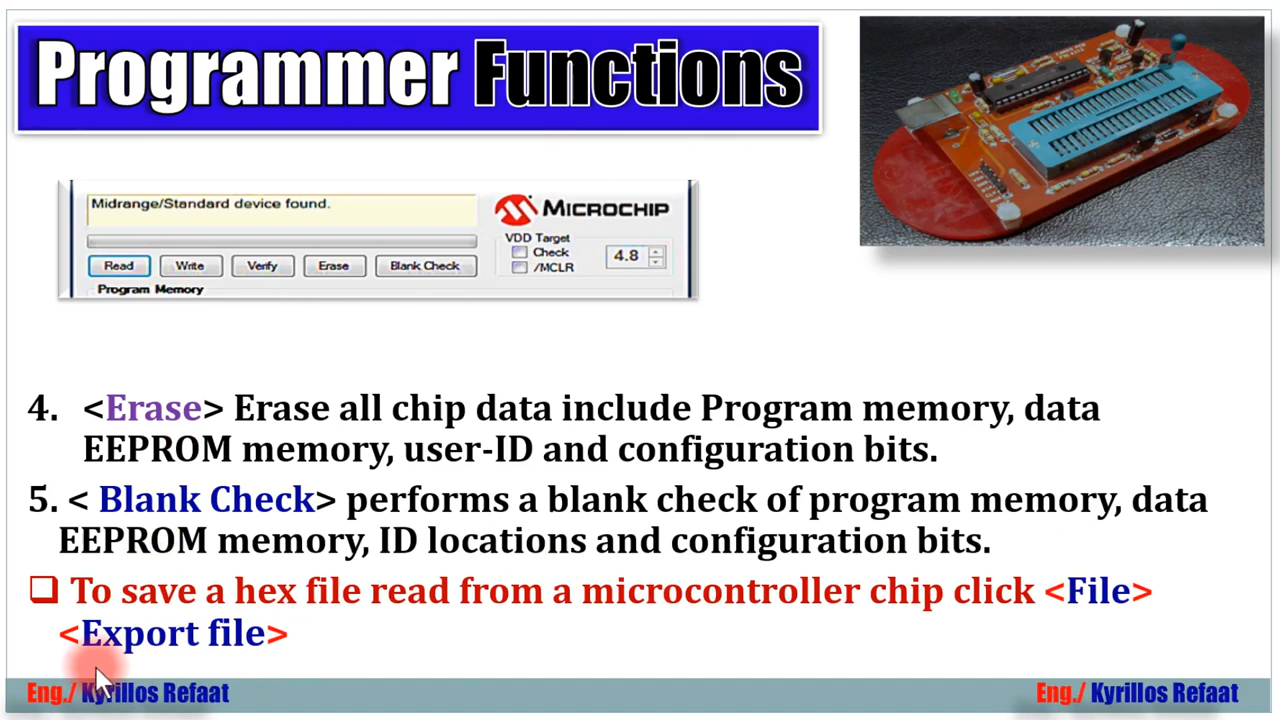 Programmer Functions
Midrange/Standard device found.
MICROCHIP
VDD Target
Check
/MCLR
4.8
Read Write Verify Erase Blank Check
Program Memory
4. <Erase> Erase all chip data include Program memory, data
EEPROM memory, user-ID and configuration bits.
5. < Blank Check> performs a blank check of program memory, data
EEPROM memory, ID locations and configuration bits.
To save a hex file read from a microcontroller chip click <File>
<Export file>
Eng./ Kyrillos Refaat
Eng./ Kyrillos Refaat